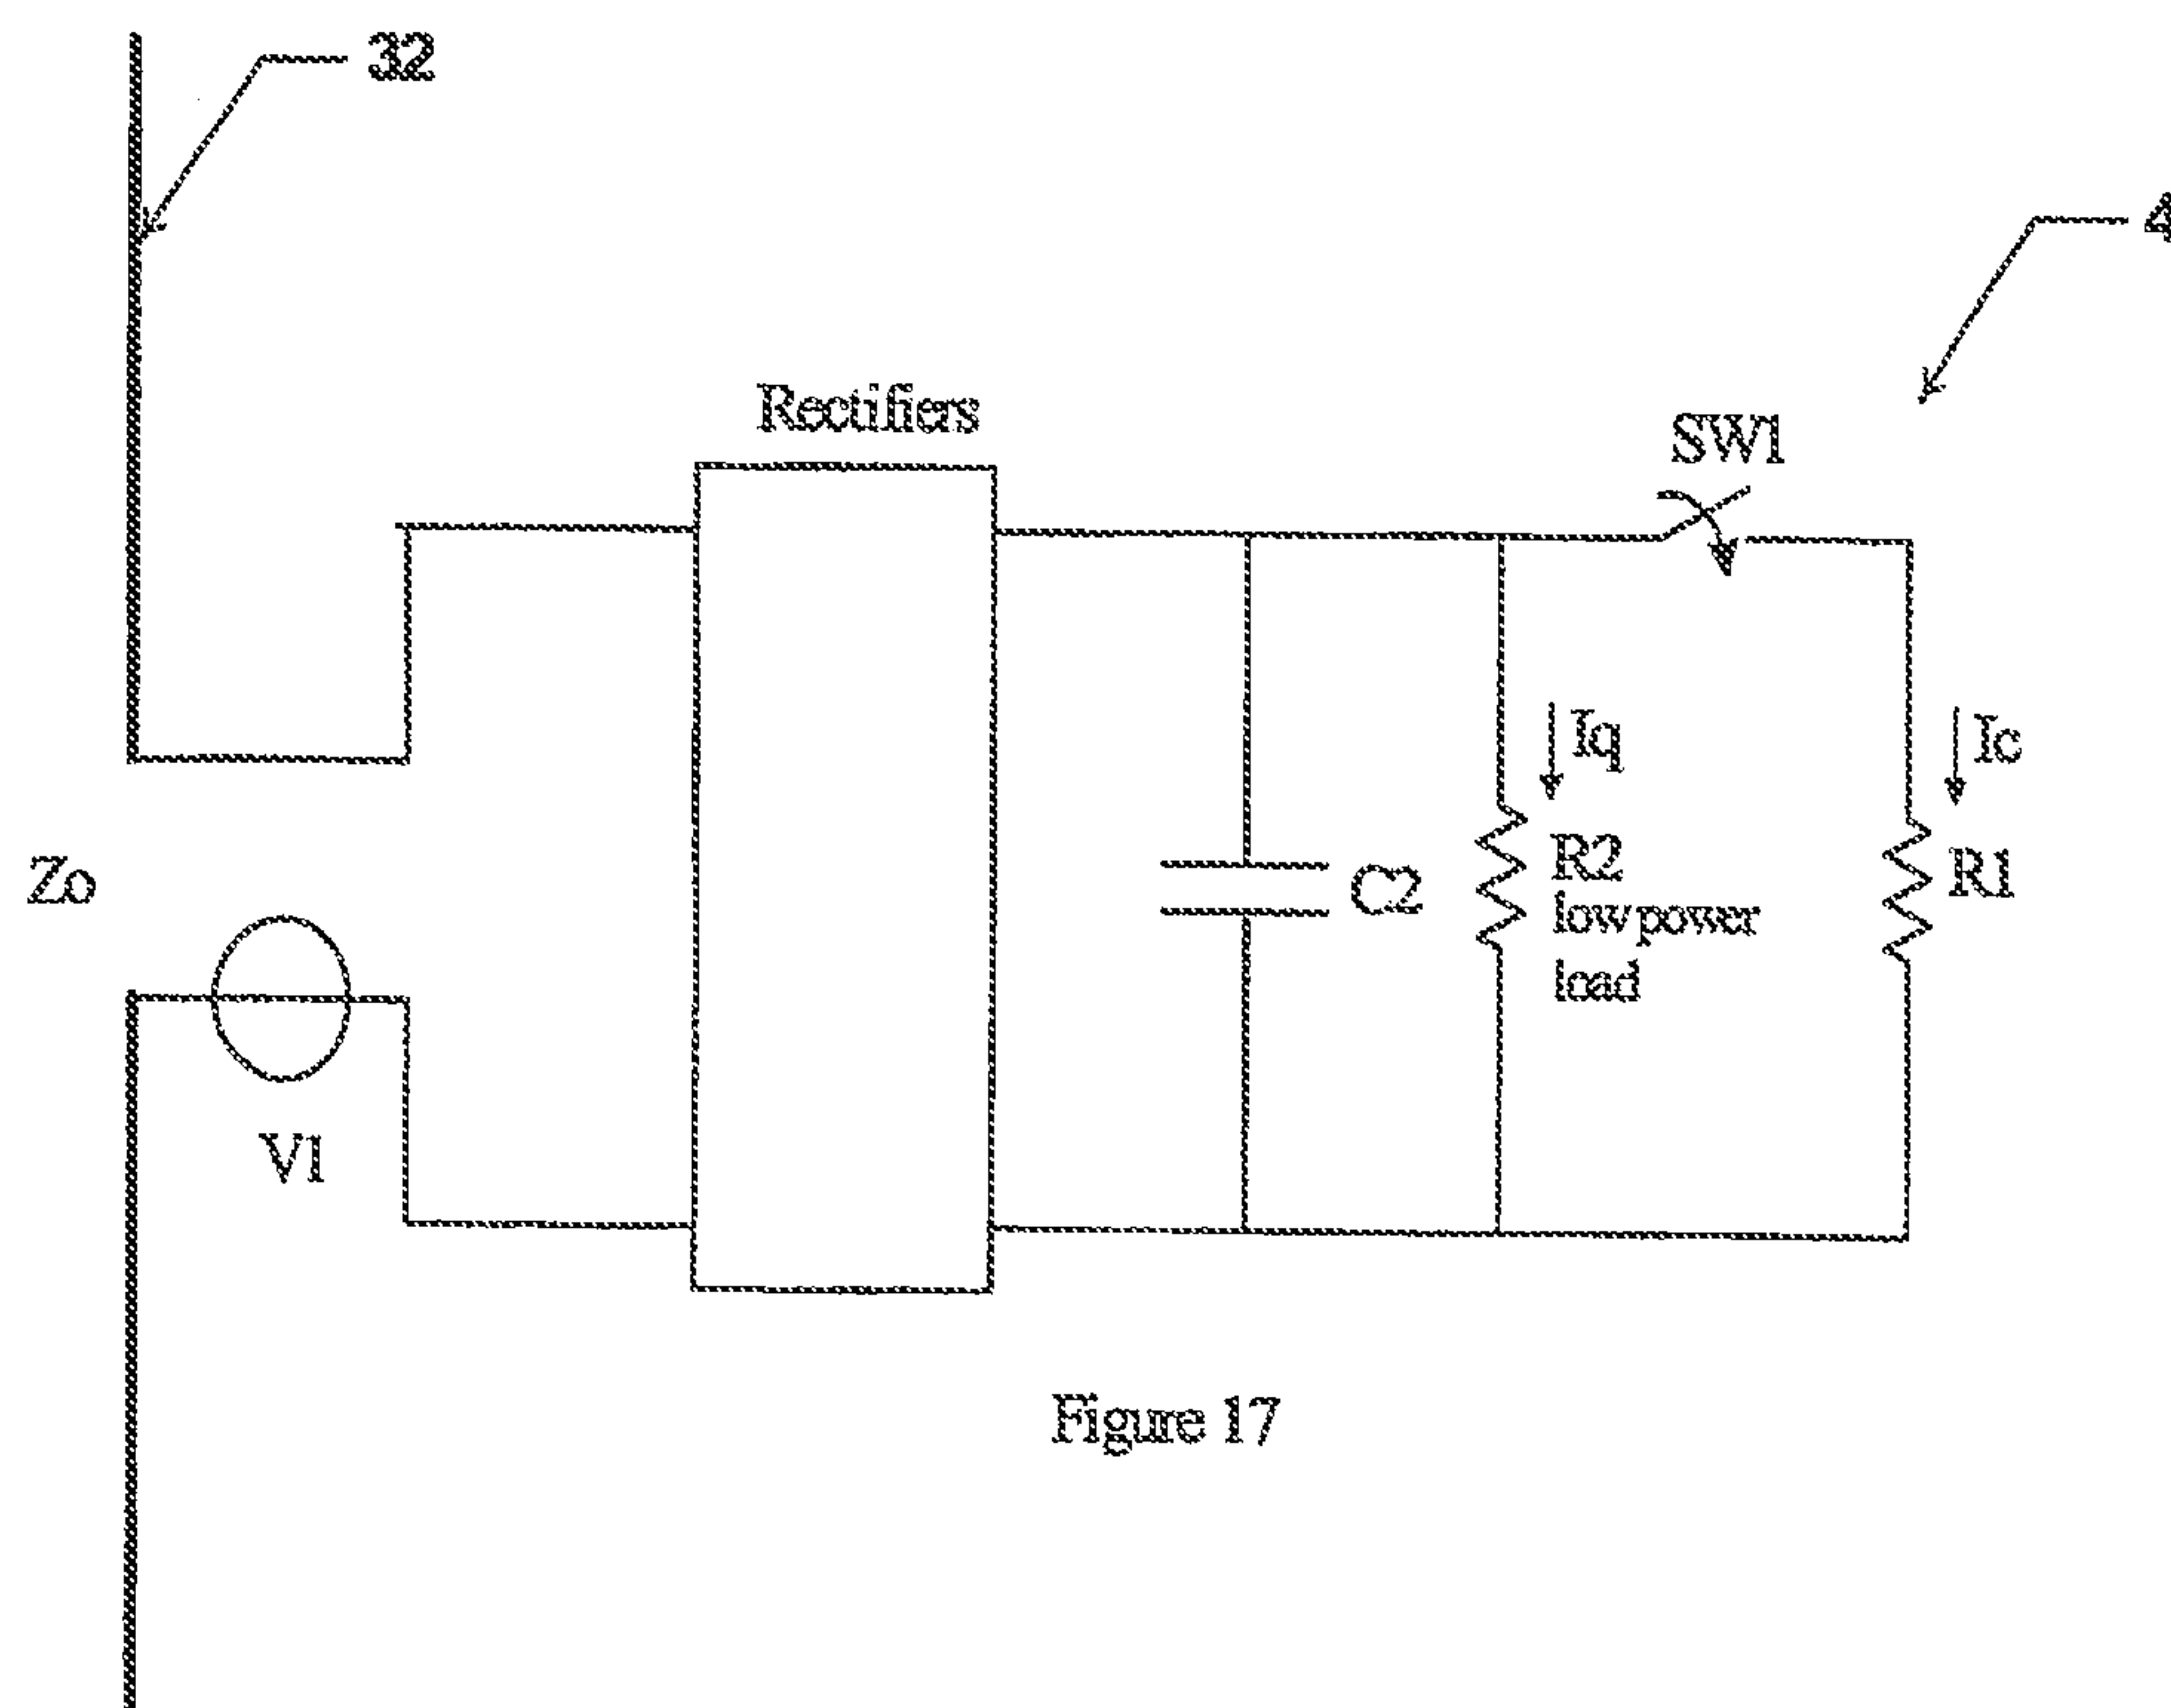 32
4
Rectifiers
SW1
Iq
Ic
Zo
C2
R2
low power
load
R1
V1
Figure 17